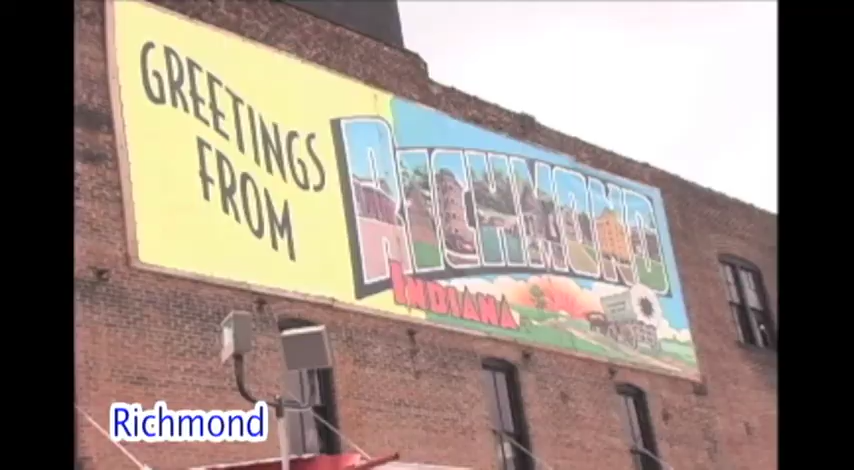 GREETINGS
FROM
RICHMOND
INDIANA
Richmond